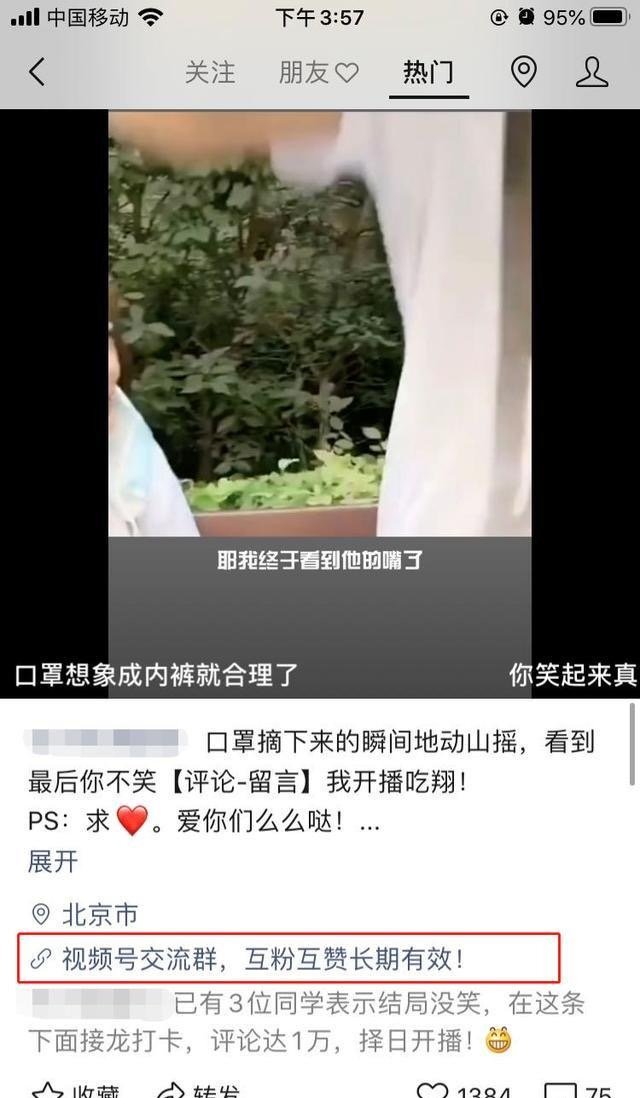 中国移动 下午3:57 95%
关注 朋友♡ 热门
耶我终于看到他的嘴了
口罩想象成内裤就合理了 你笑起来真
口罩摘下来的瞬间地动山摇，看到
最后你不笑【评论-留言】我开播吃翔！
PS：求❤️。爱你们么么哒！...
展开
北京市
视频号交流群，互粉互赞长期有效！
已有3位同学表示结局没笑，在这条
下面接龙打卡，评论达1万，择日开播！😁
收藏 转发 1384 75